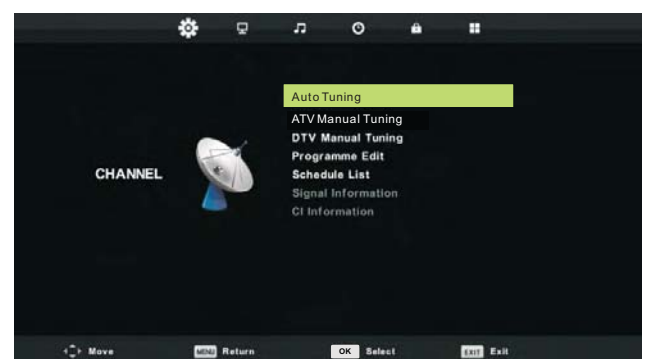 Auto Tuning
ATV Manual Tuning
DTV Manual Tuning
Programme Edit
CHANNEL
Schedule List
Signal Information
CI Information
Move MENU Return OK Select EXIT Exit